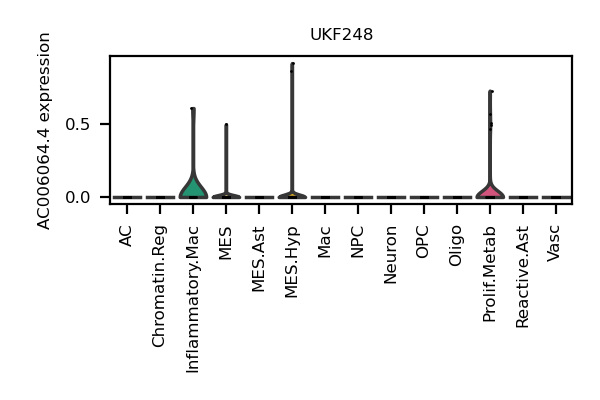 UKF248
AC006064.4 expression
0.5
0.0
AC
Chromatin.Reg
Inflammatory.Mac
MES
MES.Ast
MES.Hyp
Mac
NPC
Neuron
OPC
Oligo
Prolif.Metab
Reactive.Ast
Vasc